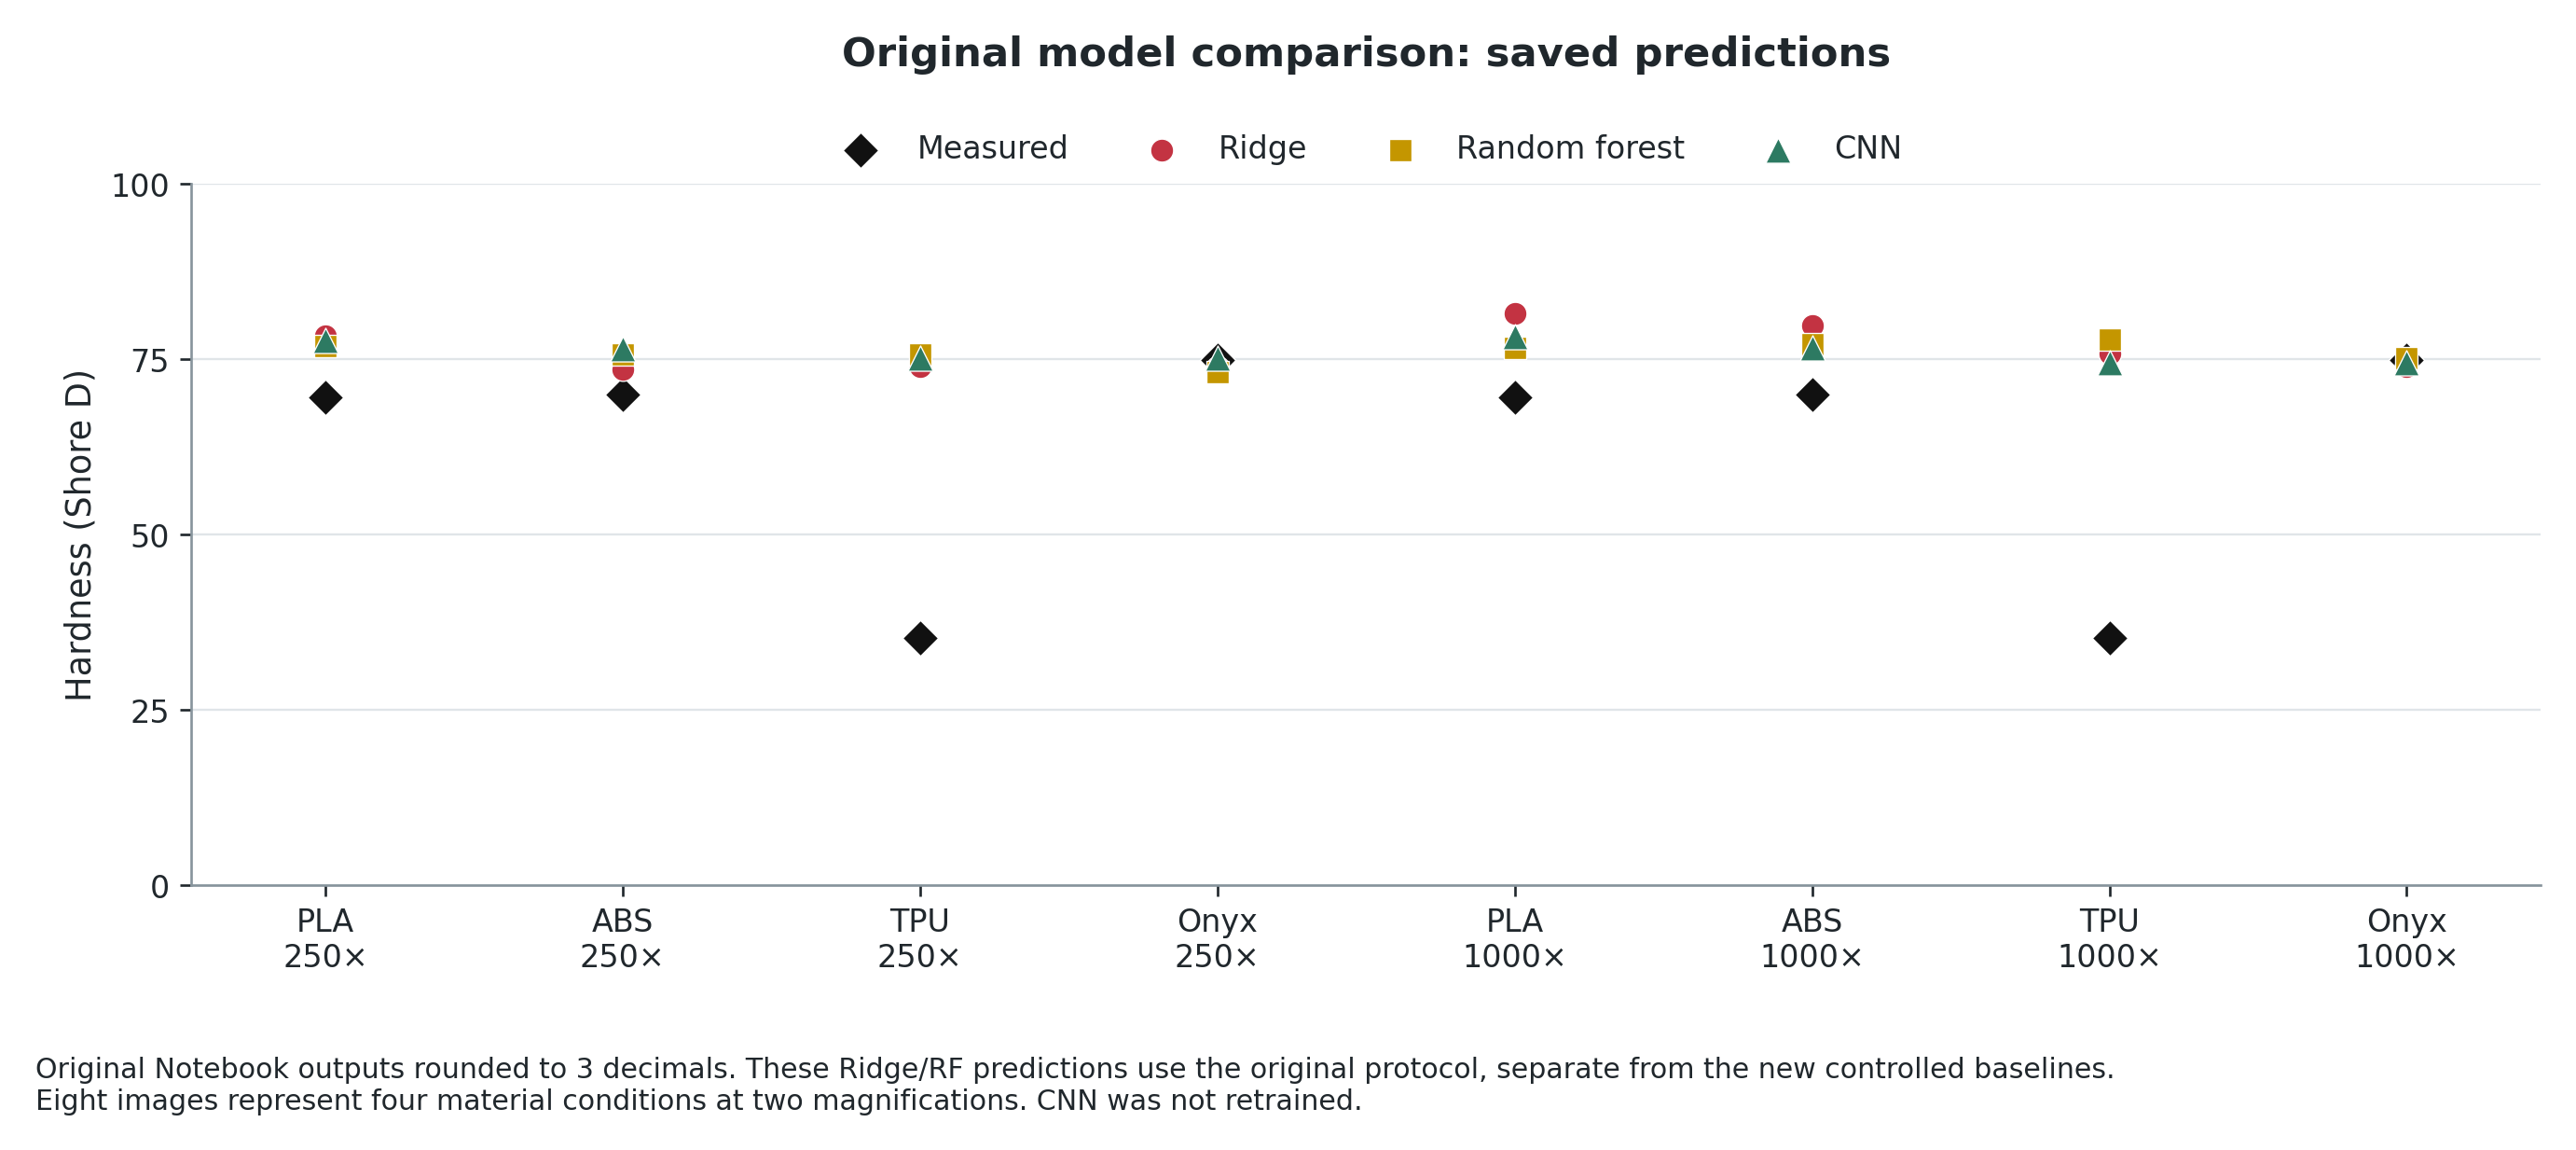 Original model comparison: saved predictions
Measured Ridge Random forest CNN
100
75
50
25
0
Hardness (Shore D)
PLA ABS TPU Onyx PLA ABS TPU Onyx
250× 250× 250× 250× 1000× 1000× 1000× 1000×
Original Notebook outputs rounded to 3 decimals. These Ridge/RF predictions use the original protocol, separate from the new controlled baselines.
Eight images represent four material conditions at two magnifications. CNN was not retrained.